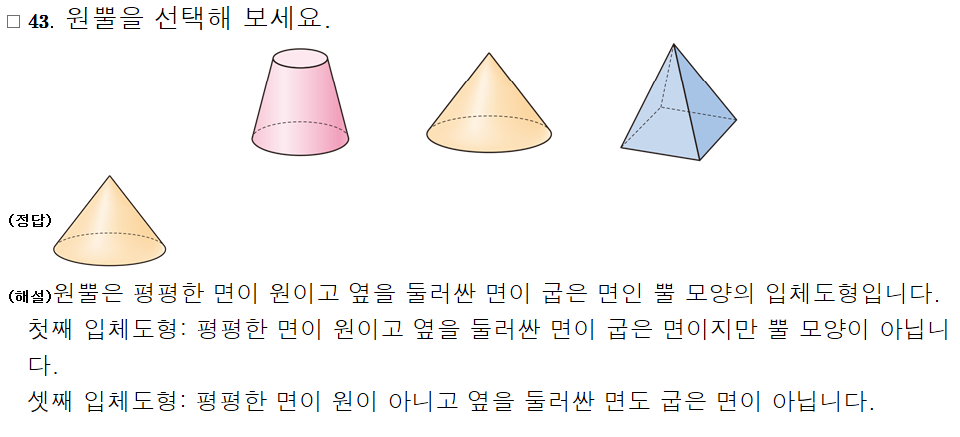 □ 43. 원뿔을 선택해 보세요.
(정답)
(해설)원뿔은 평평한 면이 원이고 옆을 둘러싼 면이 굽은 면인 뿔 모양의 입체도형입니다.
첫째 입체도형: 평평한 면이 원이고 옆을 둘러싼 면이 굽은 면이지만 뿔 모양이 아닙니
다.
셋째 입체도형: 평평한 면이 원이 아니고 옆을 둘러싼 면도 굽은 면이 아닙니다.